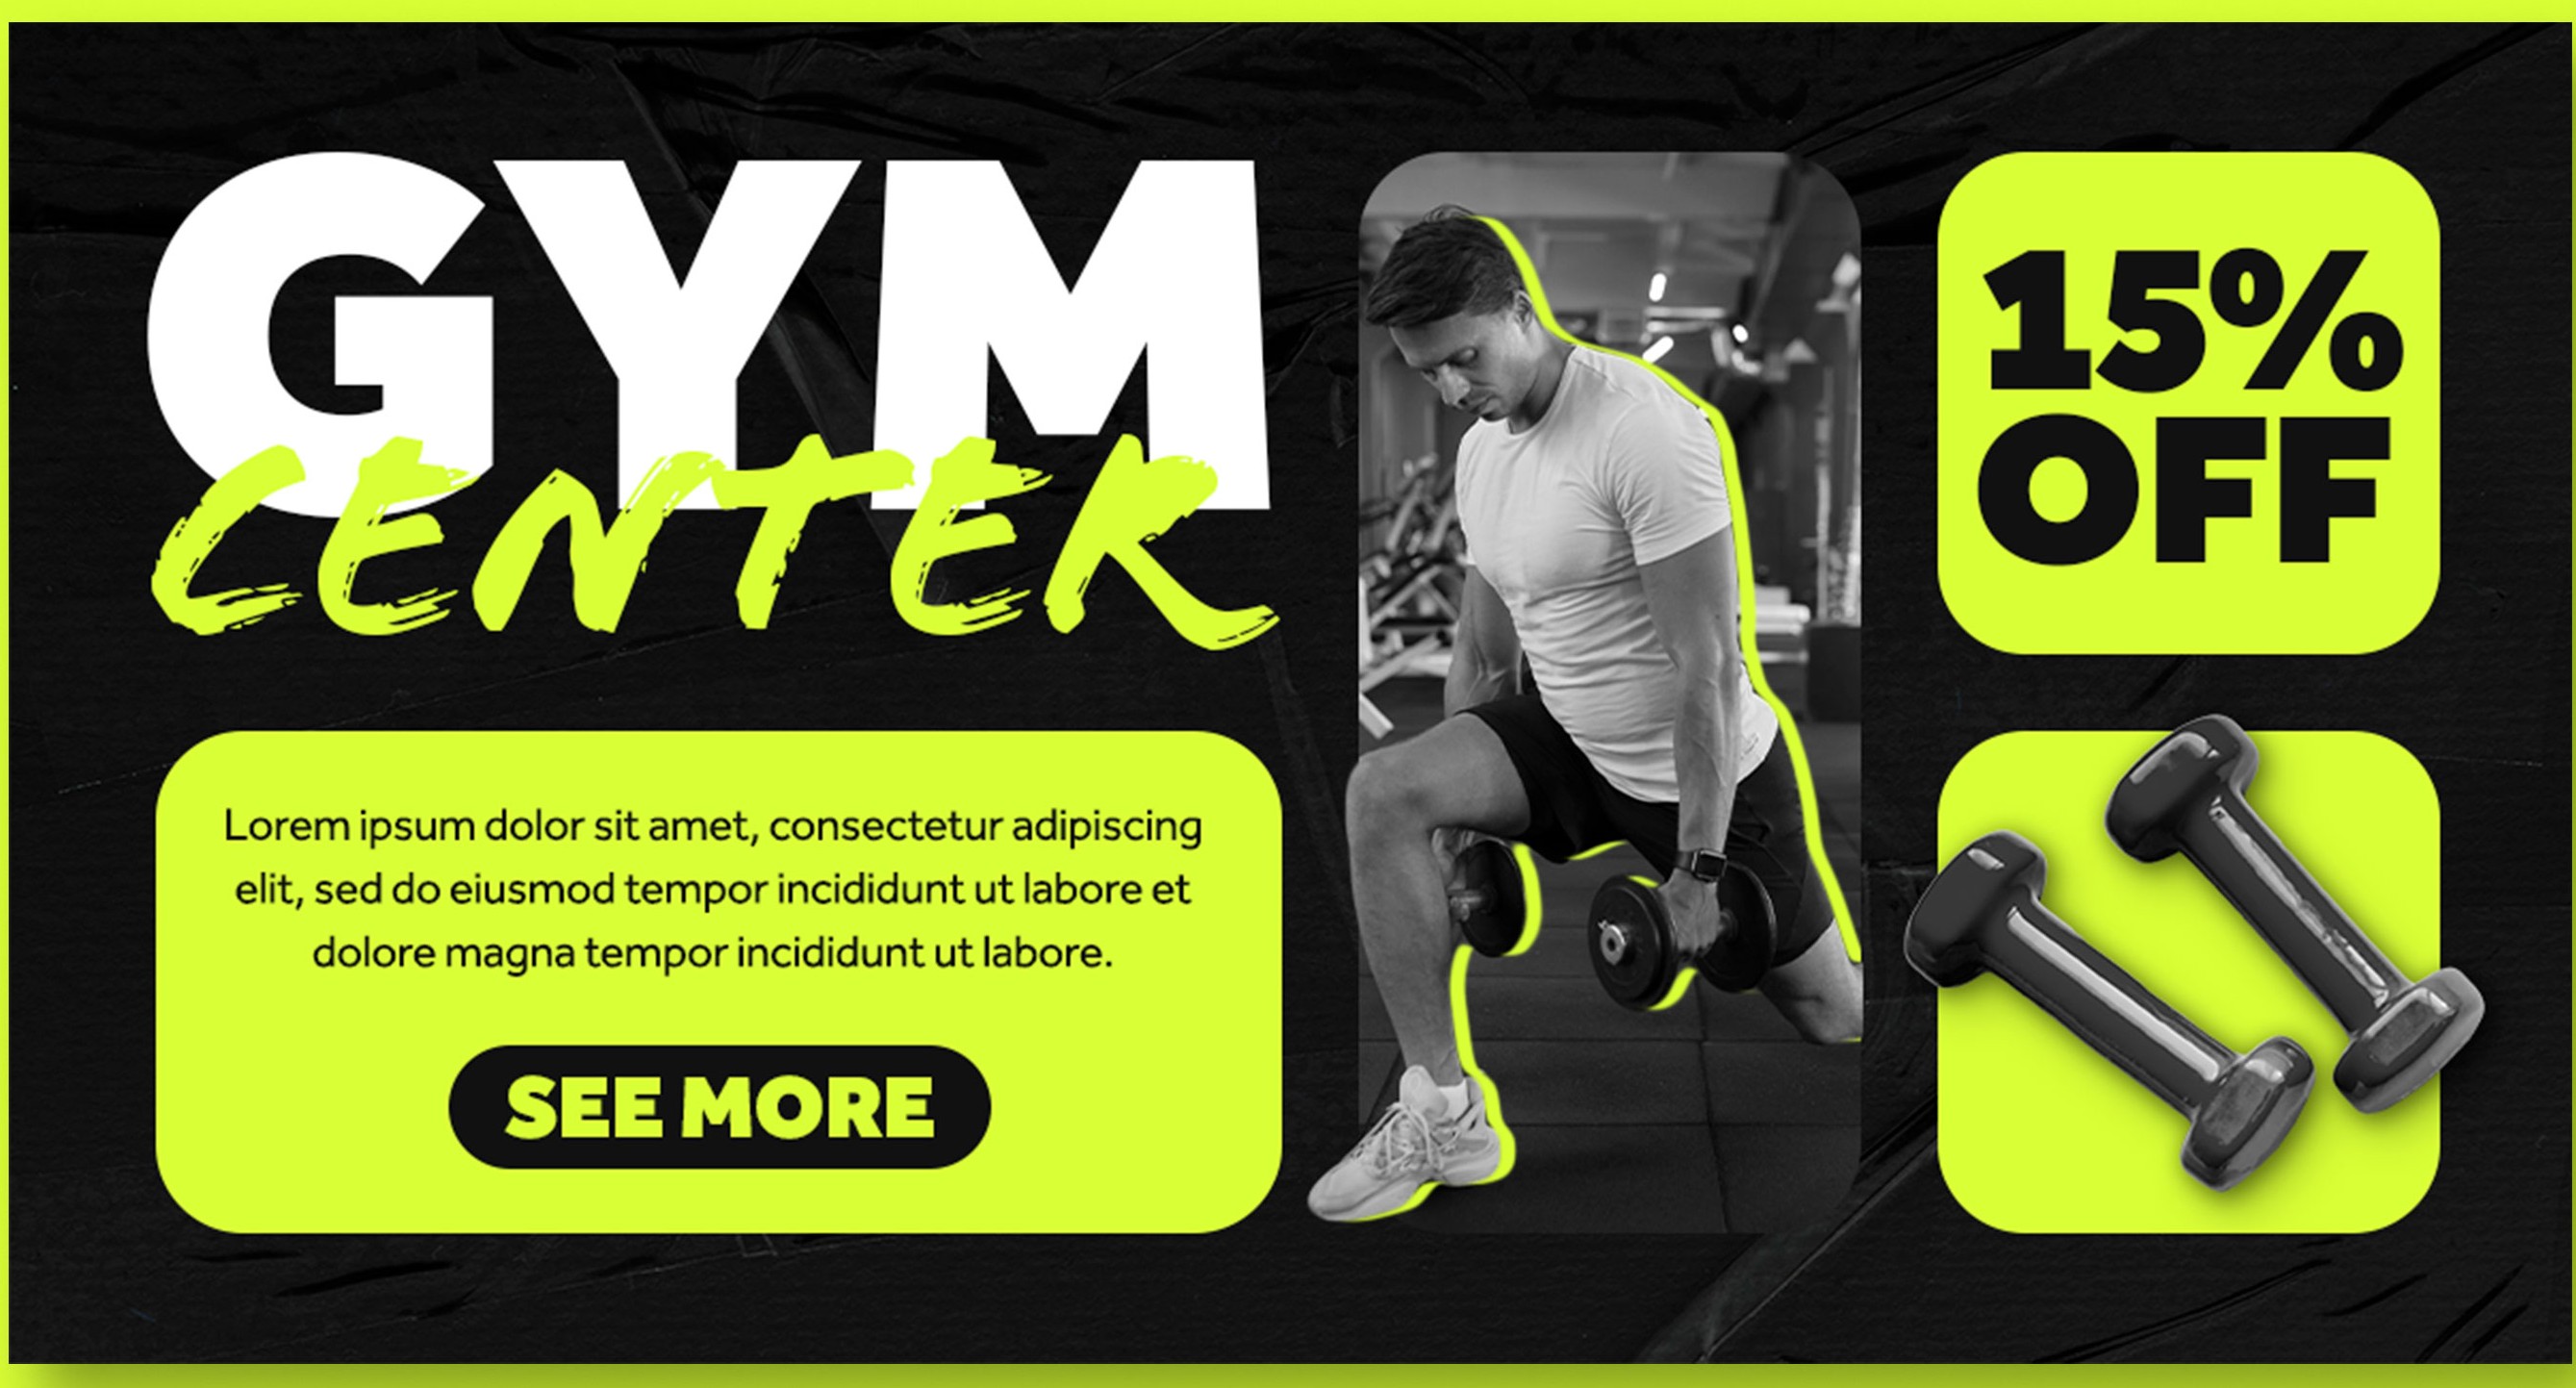 GYM
CENTER
Lorem ipsum dolor sit amet, consectetur adipiscing
elit, sed do eiusmod tempor incididunt ut labore et
dolore magna tempor incididunt ut labore.
SEE MORE
15%
OFF